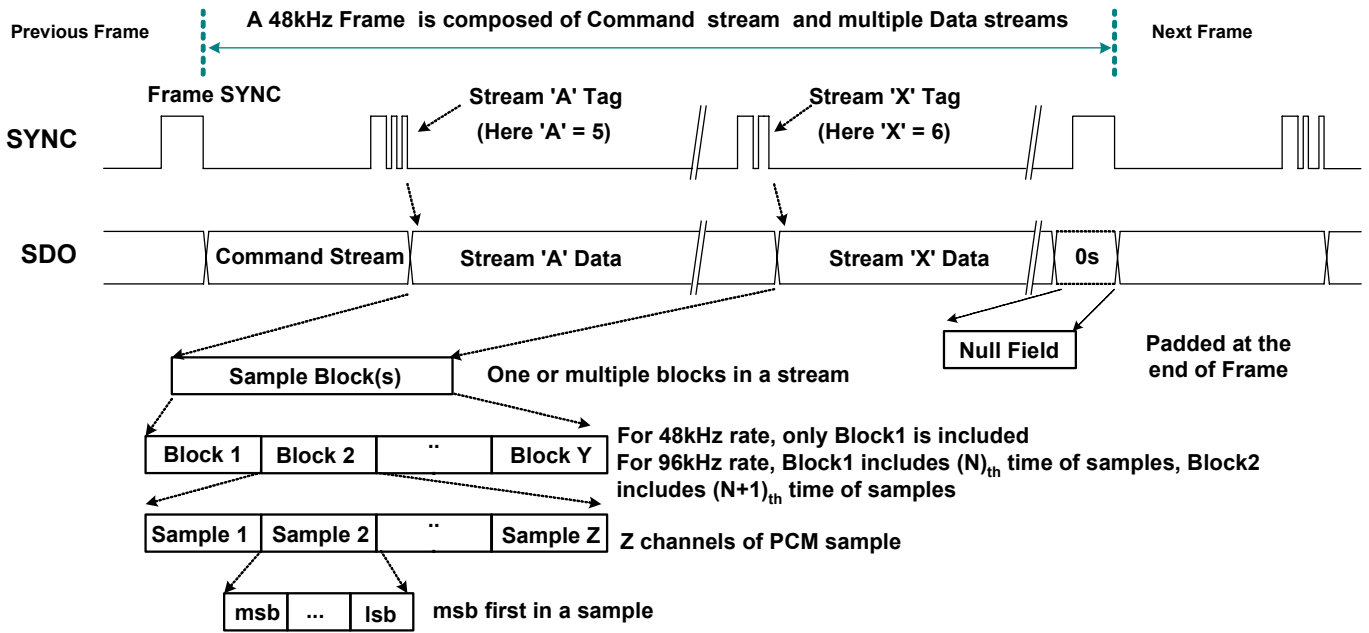 A 48kHz Frame is composed of Command stream and multiple Data streams
Previous Frame
Next Frame
Frame SYNC
Stream 'A' Tag
(Here 'A' = 5)
Stream 'X' Tag
(Here 'X' = 6)
SYNC
SDO
Command Stream
Stream 'A' Data
Stream 'X' Data
0s
Null Field
Padded at the
end of Frame
Sample Block(s)
One or multiple blocks in a stream
Block 1
Block 2
..
Block Y
For 48kHz rate, only Block1 is included
For 96kHz rate, Block1 includes (N)th time of samples, Block2
includes (N+1)th time of samples
Sample 1
Sample 2
..
Sample Z
Z channels of PCM sample
msb
...
lsb
msb first in a sample